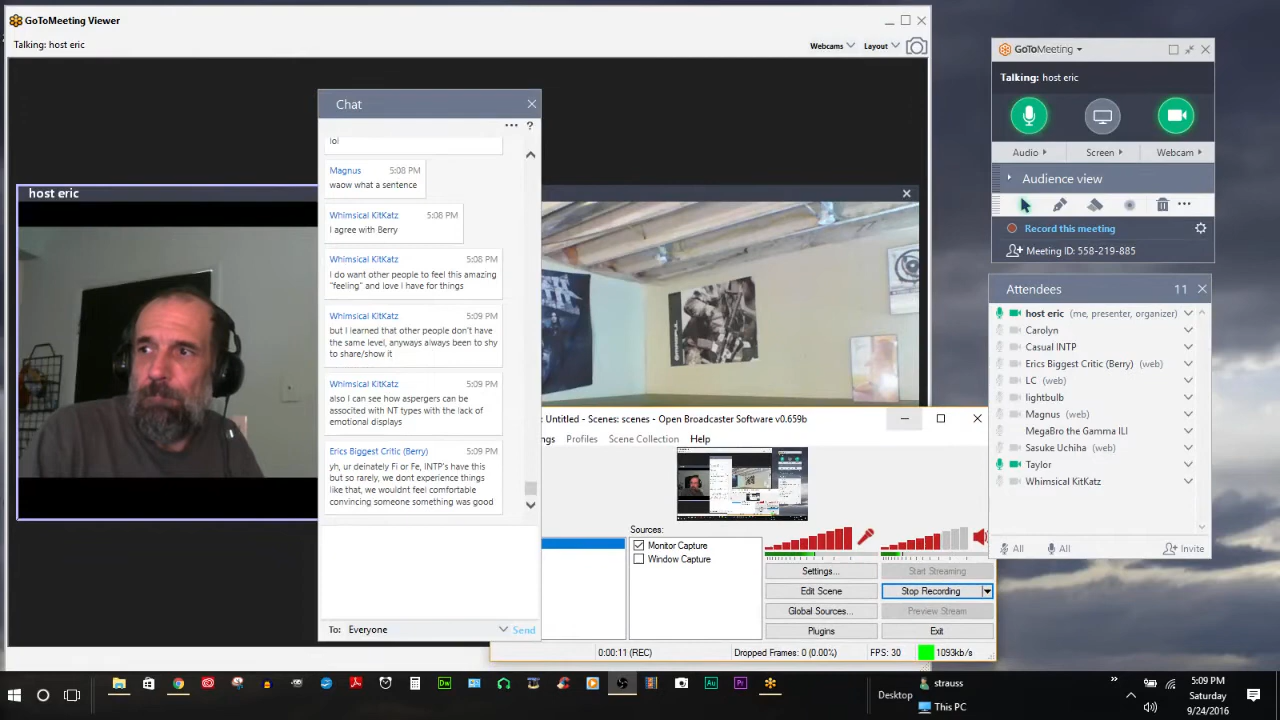 GoToMeeting Viewer
Talking: host eric
Webcams
Layout
host eric
Chat
... ?
lol
Magnus 5:08 PM
waow what a sentence
Whimsical KitKatz 5:08 PM
I agree with Berry
Whimsical KitKatz 5:08 PM
I do want other people to feel this amazing
"feeling" and love I have for things
Whimsical KitKatz 5:09 PM
but I learned that other people don't have
the same level, anyways always been to shy
to share/show it
Whimsical KitKatz 5:09 PM
also I can see how aspergers can be
associted with NT types with the lack of
emotional displays
Erics Biggest Critic (Berry) 5:09 PM
yh, ur deinately Fi or Fe, INTP's have this
but so rarely, we dont experience things
like that, we wouldnt feel comfortable
convincing someone something was good
To: Everyone
Send
: Untitled - Scenes: scenes - Open Broadcaster Software v0.659b
ngs Profiles Scene Collection Help
Sources:
Monitor Capture
Window Capture
Settings...
Start Streaming
Edit Scene
Stop Recording
Global Sources...
Preview Stream
Plugins
Exit
0:00:11 (REC)
Dropped Frames: 0 (0.00%)
FPS: 30
1093kb/s
GoToMeeting
Talking: host eric
Audio
Screen
Webcam
Audience view
Record this meeting
Meeting ID: 558-219-885
Attendees 11
host eric (me, presenter, organizer)
Carolyn
Casual INTP
Erics Biggest Critic (Berry) (web)
LC (web)
lightbulb
Magnus (web)
MegaBro the Gamma ILI
Sasuke Uchiha (web)
Taylor
Whimsical KitKatz
All
All
Invite
Dw
Au
Pr
Desktop
strauss
This PC
5:09 PM
Saturday
9/24/2016